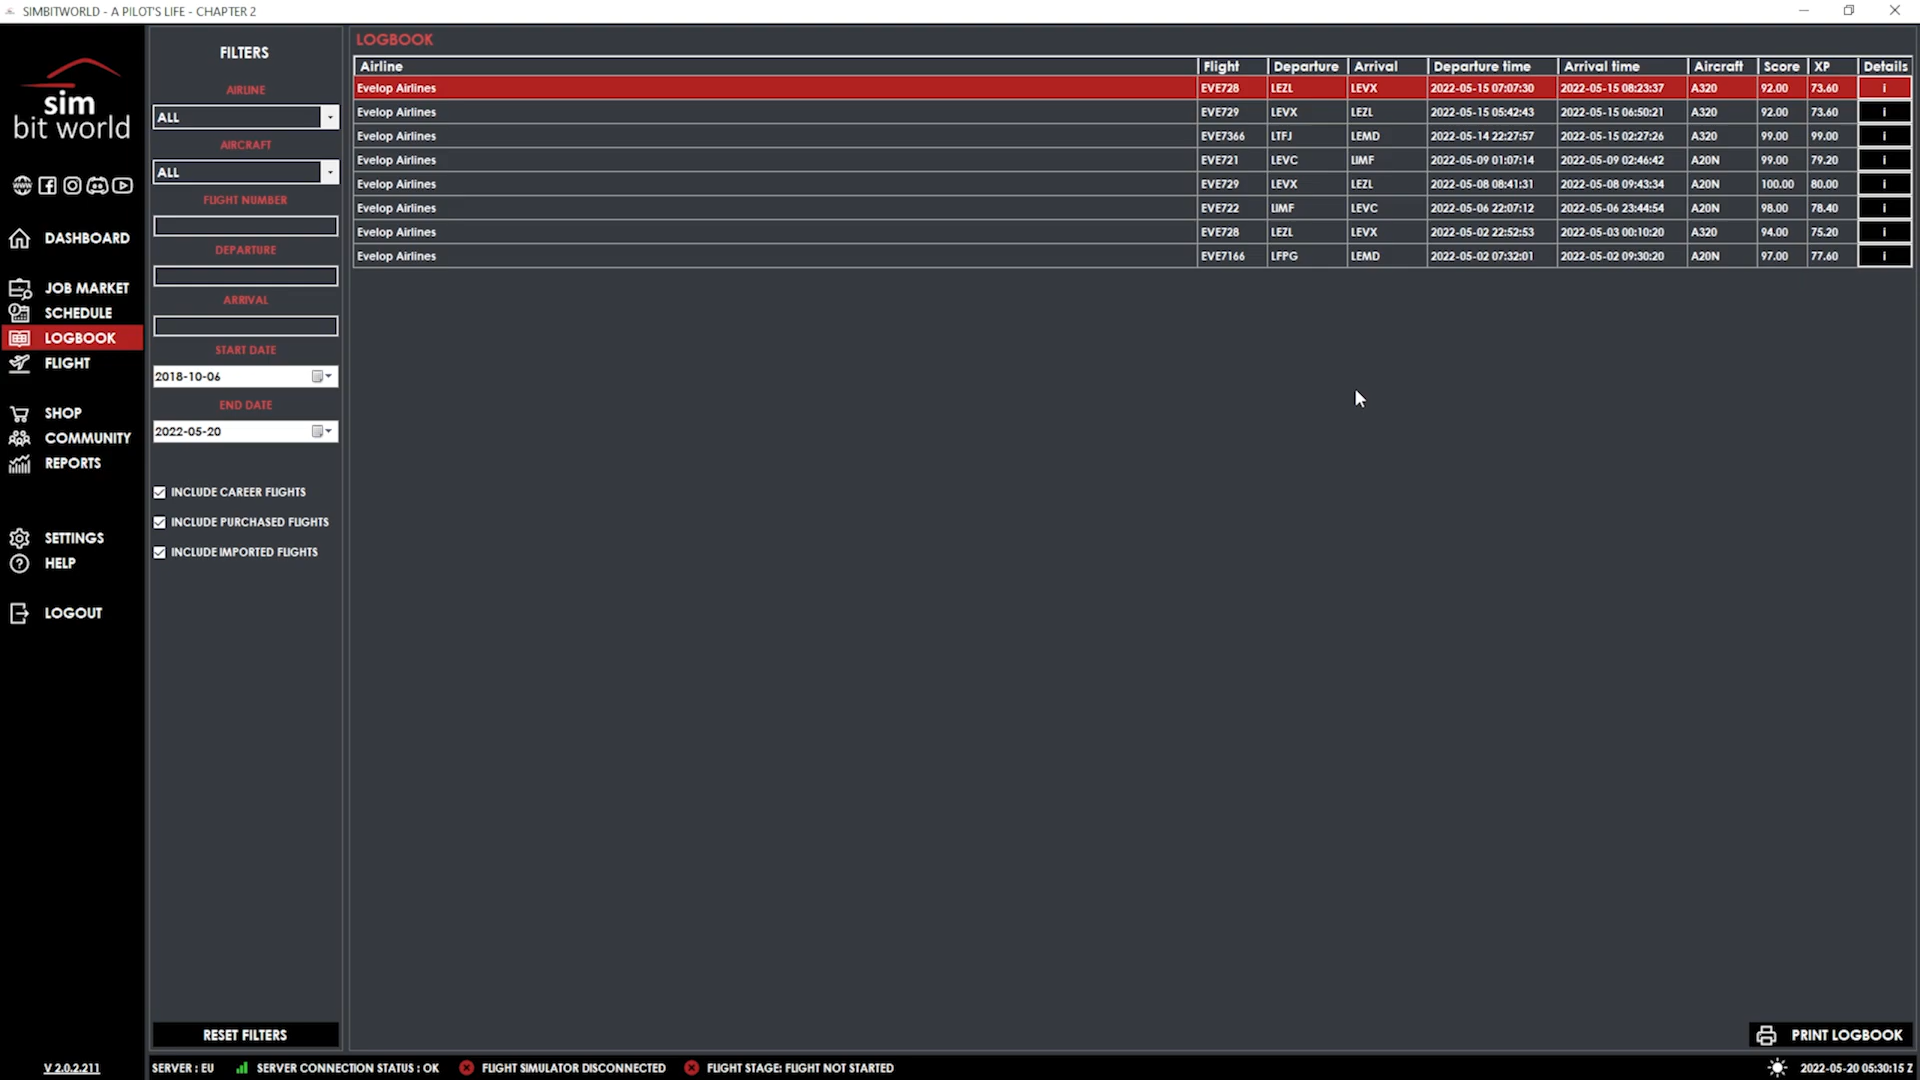 SIMBITWORLD - A PILOT'S LIFE - CHAPTER 2
sim
bit world
DASHBOARD
JOB MARKET
SCHEDULE
LOGBOOK
FLIGHT
SHOP
COMMUNITY
REPORTS
SETTINGS
HELP
LOGOUT
V 2.0.2.211
FILTERS
AIRLINE
ALL
AIRCRAFT
ALL
FLIGHT NUMBER
DEPARTURE
ARRIVAL
START DATE
2018-10-06
END DATE
2022-05-20
INCLUDE CAREER FLIGHTS
INCLUDE PURCHASED FLIGHTS
INCLUDE IMPORTED FLIGHTS
RESET FILTERS
LOGBOOK
Airline Flight Departure Arrival Departure time Arrival time Aircraft Score XP Details
Evelop Airlines EVE728 LEZL LEVX 2022-05-15 07:07:30 2022-05-15 08:23:37 A320 92.00 73.60 i
Evelop Airlines EVE729 LEVX LEZL 2022-05-15 05:42:43 2022-05-15 06:50:21 A320 92.00 73.60 i
Evelop Airlines EVE7366 LTFJ LEMD 2022-05-14 22:27:57 2022-05-15 02:27:26 A320 99.00 99.00 i
Evelop Airlines EVE721 LEVC LIMF 2022-05-09 01:07:14 2022-05-09 02:46:42 A20N 99.00 79.20 i
Evelop Airlines EVE729 LEVX LEZL 2022-05-08 08:41:31 2022-05-08 09:43:34 A20N 100.00 80.00 i
Evelop Airlines EVE722 LIMF LEVC 2022-05-06 22:07:12 2022-05-06 23:44:54 A20N 98.00 78.40 i
Evelop Airlines EVE728 LEZL LEVX 2022-05-02 22:52:53 2022-05-03 00:10:20 A320 94.00 75.20 i
Evelop Airlines EVE7166 LFPG LEMD 2022-05-02 07:32:01 2022-05-02 09:30:20 A20N 97.00 77.60 i
PRINT LOGBOOK
SERVER : EU SERVER CONNECTION STATUS : OK FLIGHT SIMULATOR DISCONNECTED FLIGHT STAGE: FLIGHT NOT STARTED 2022-05-20 05:30:15 Z